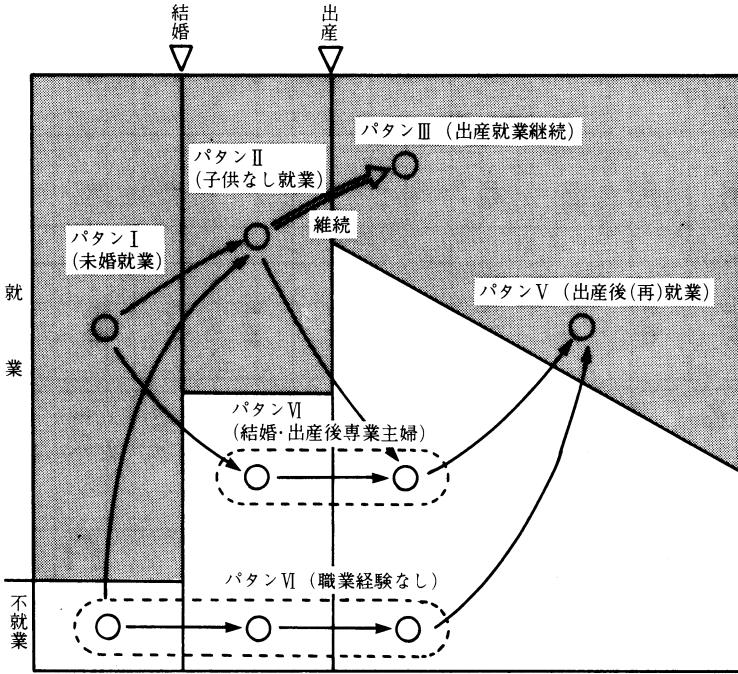 結婚
出産
パタンⅢ（出産就業継続）
パタンⅡ
（子供なし就業）
継続
パタンⅠ
（未婚就業）
パタンⅤ（出産後（再）就業）
就業
パタンⅥ
（結婚・出産後専業主婦）
パタンⅥ（職業経験なし）
不就業